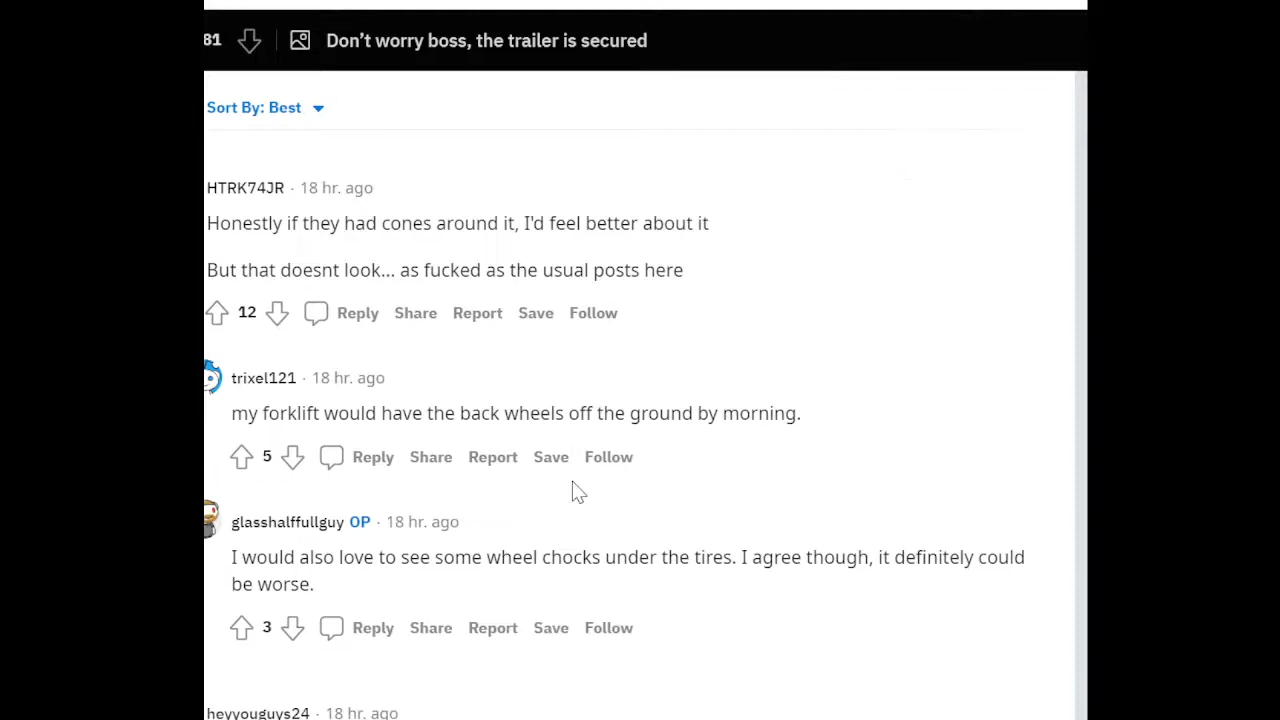 81 Don’t worry boss, the trailer is secured
Sort By: Best
HTRK74JR · 18 hr. ago
Honestly if they had cones around it, I'd feel better about it
But that doesnt look... as fucked as the usual posts here
12 Reply Share Report Save Follow
trixel121 · 18 hr. ago
my forklift would have the back wheels off the ground by morning.
5 Reply Share Report Save Follow
glasshalffullguy OP · 18 hr. ago
I would also love to see some wheel chocks under the tires. I agree though, it definitely could
be worse.
3 Reply Share Report Save Follow
heyyouguys24 · 18 hr. ago